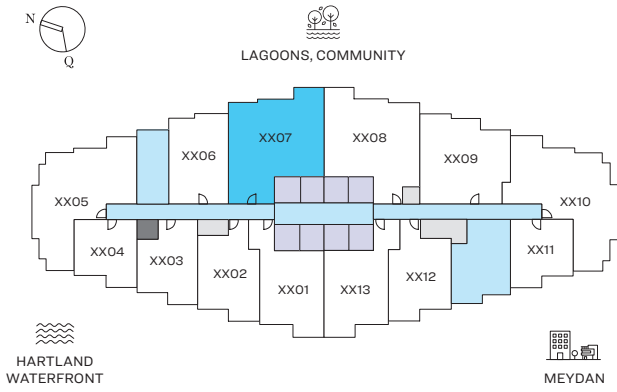 N
Q
LAGOONS, COMMUNITY
XX07
XX08
XX06
XX09
XX05
XX10
XX04
XX03
XX02
XX01
XX13
XX12
XX11
HARTLAND
WATERFRONT
MEYDAN